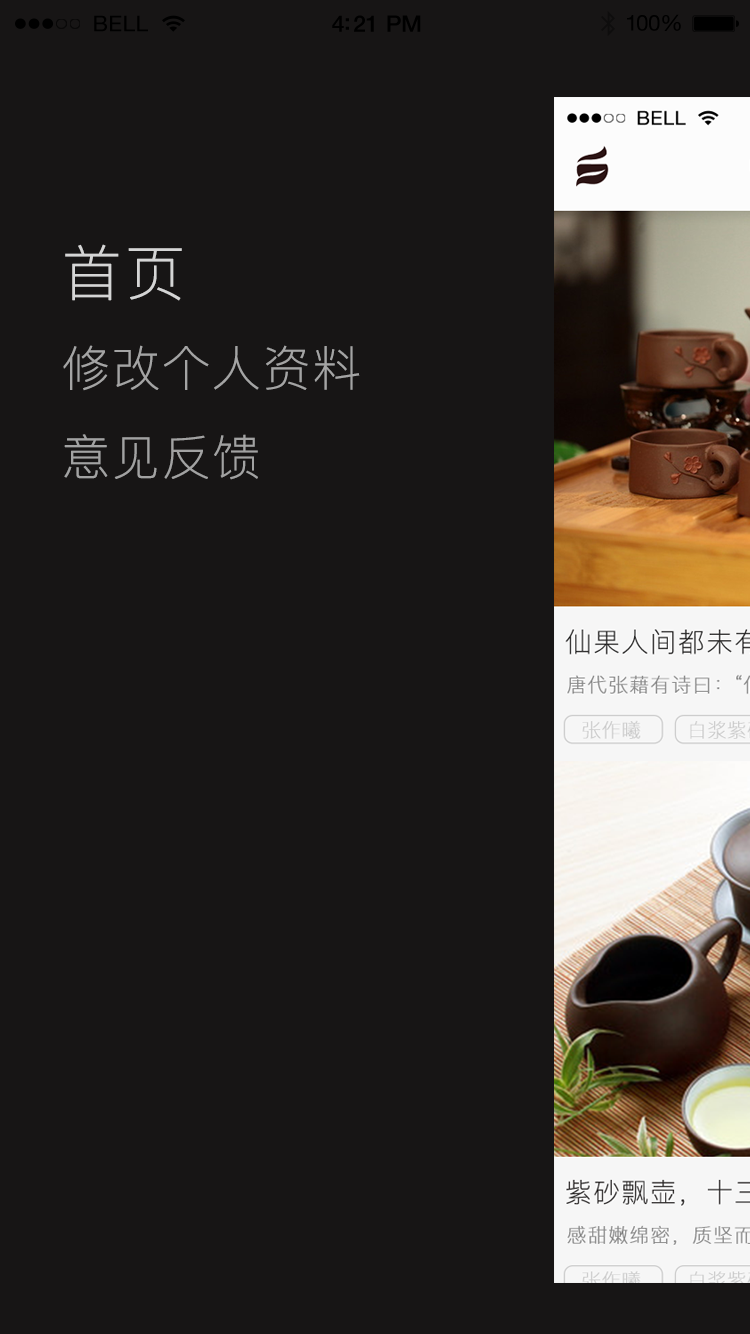 BELL 4:21 PM 100%
BELL
首页
修改个人资料
意见反馈
仙果人间都未有
唐代张藉有诗曰：“
张作曦 白浆紫
紫砂飘壶，十三
感甜嫩绵密，质坚而
张作曦 白浆紫